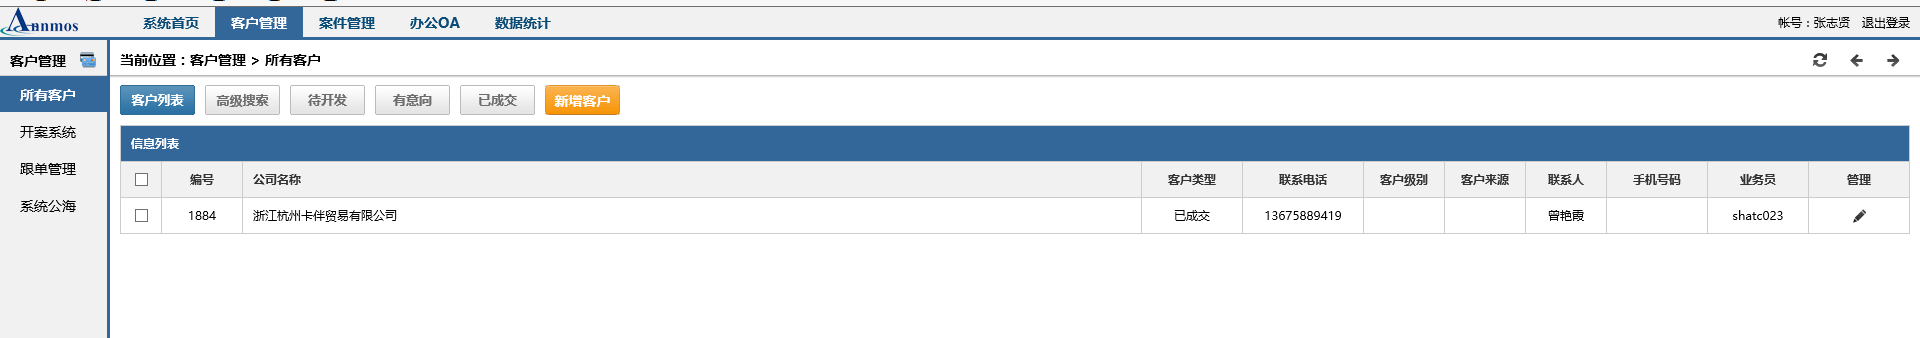 Annmos 系统首页 客户管理 案件管理 办公OA 数据统计 帐号：张志贤 退出登录
客户管理 当前位置：客户管理 > 所有客户
所有客户 客户列表 高级搜索 待开发 有意向 已成交 新增客户
开案系统
跟单管理
系统公海
信息列表
编号 公司名称 客户类型 联系电话 客户级别 客户来源 联系人 手机号码 业务员 管理
1884 浙江杭州卡伴贸易有限公司 已成交 13675889419 曾艳霞 shatc023